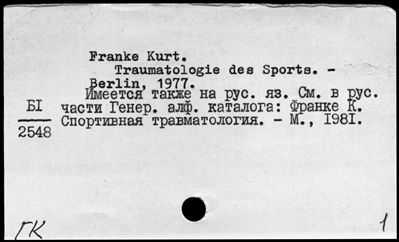 Franke Kurt.
Traumatologie des Sports. -
Berlin, 1977.
Имеется также на рус. яз. См. в рус.
БI части Генер. алф. каталога: Франке К.
2548 Спортивная травматология. - М., I98I.
ГК
1